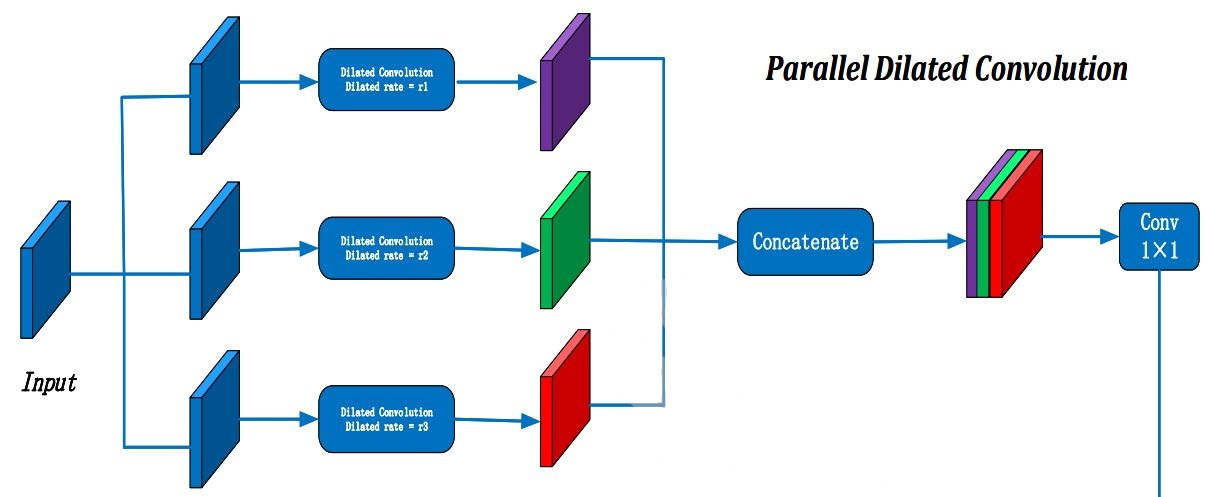 Parallel Dilated Convolution
Dilated Convolution
Dilated rate = r1
Dilated Convolution
Dilated rate = r2
Dilated Convolution
Dilated rate = r3
Input
Concatenate
Conv
1×1